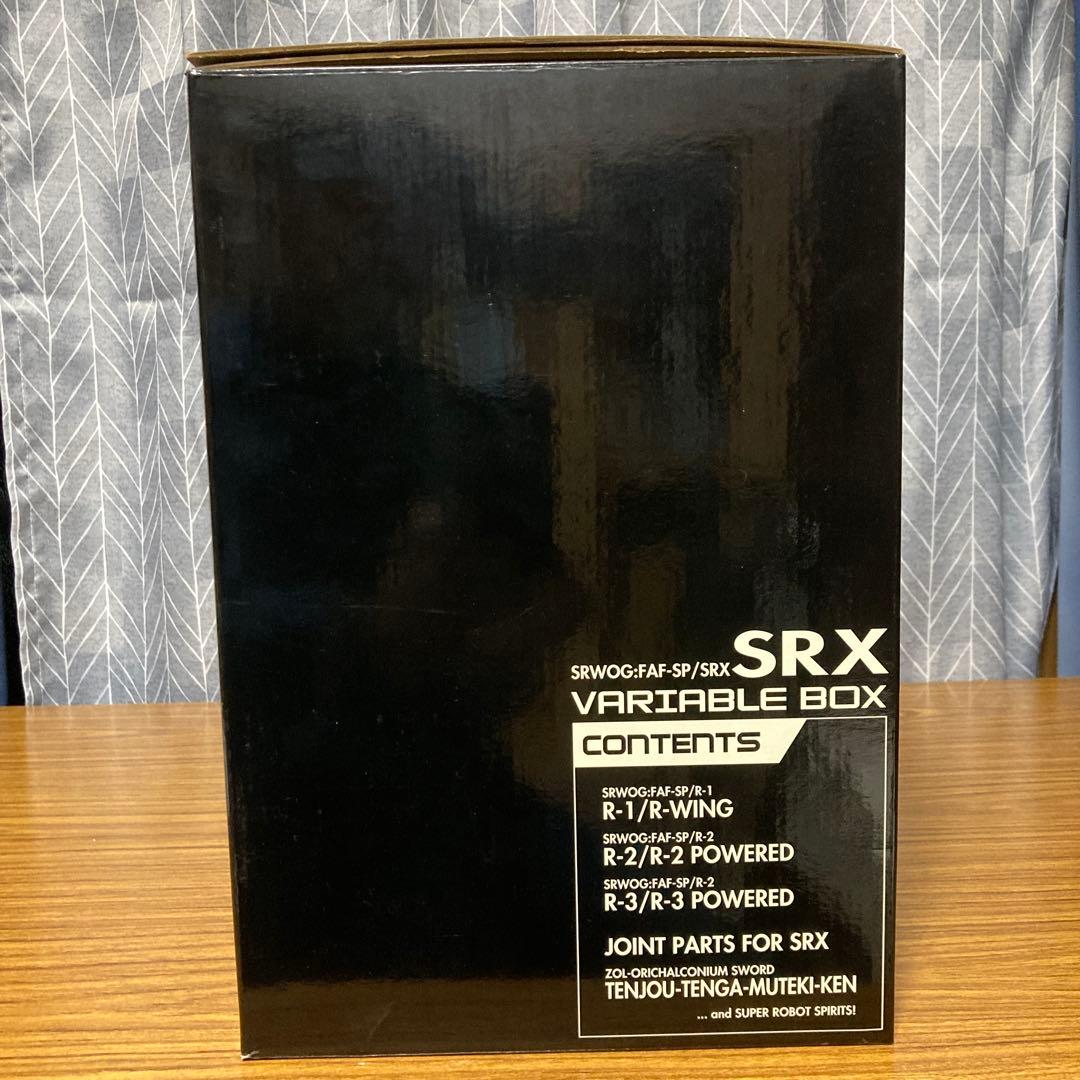 SRWOG:FAF-SP/SRX SRX
VARIABLE BOX
CONTENTS
SRWOG:FAF-SP/R-1
R-1/R-WING
SRWOG:FAF-SP/R-2
R-2/R-2 POWERED
SRWOG:FAF-SP/R-2
R-3/R-3 POWERED
JOINT PARTS FOR SRX
ZOL-ORICHALCONIUM SWORD
TENJOU-TENGA-MUTEKI-KEN
... and SUPER ROBOT SPIRITS!